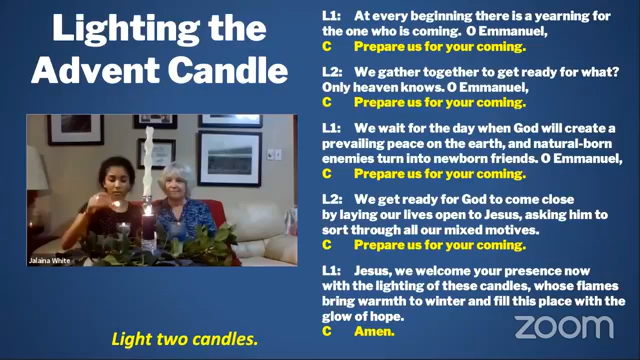 Lighting the
Advent Candle
Jalaina White
Light two candles.
L1: At every beginning there is a yearning for
the one who is coming. O Emmanuel,
C Prepare us for your coming.
L2: We gather together to get ready for what?
Only heaven knows. O Emmanuel,
C Prepare us for your coming.
L1: We wait for the day when God will create a
prevailing peace on the earth, and natural-born
enemies turn into newborn friends. O Emmanuel,
C Prepare us for your coming.
L2: We get ready for God to come close
by laying our lives open to Jesus, asking him to
sort through all our mixed motives.
C Prepare us for your coming.
L1: Jesus, we welcome your presence now
with the lighting of these candles, whose flames
bring warmth to winter and fill this place with the
glow of hope.
C Amen.
zoom